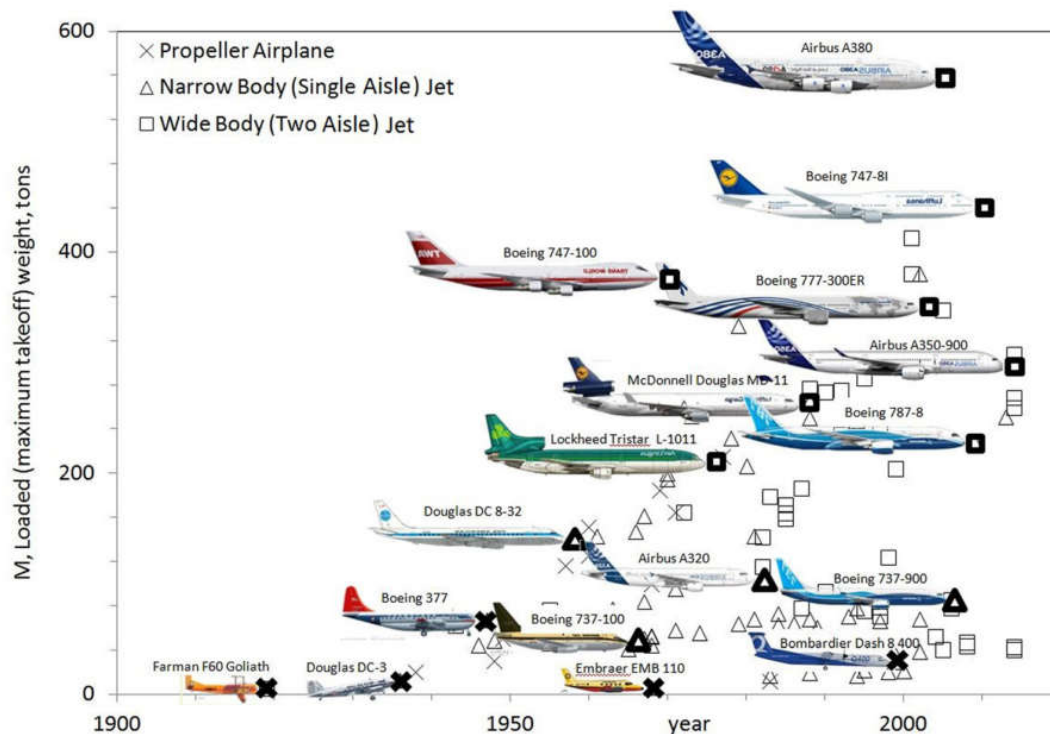 600
Propeller Airplane
Narrow Body (Single Aisle) Jet
Wide Body (Two Aisle) Jet
Airbus A380
Boeing 747-8I
400
Boeing 747-100
Boeing 777-300ER
Airbus A350-900
McDonnell Douglas MD-11
Boeing 787-8
Lockheed Tristar L-1011
200
Douglas DC 8-32
Airbus A320
Boeing 737-900
Boeing 377
Boeing 737-100
Bombardier Dash 8 400
Farman F60 Goliath
Douglas DC-3
Embraer EMB 110
0
1900
1950
year
2000
M, Loaded (maximum takeoff) weight, tons